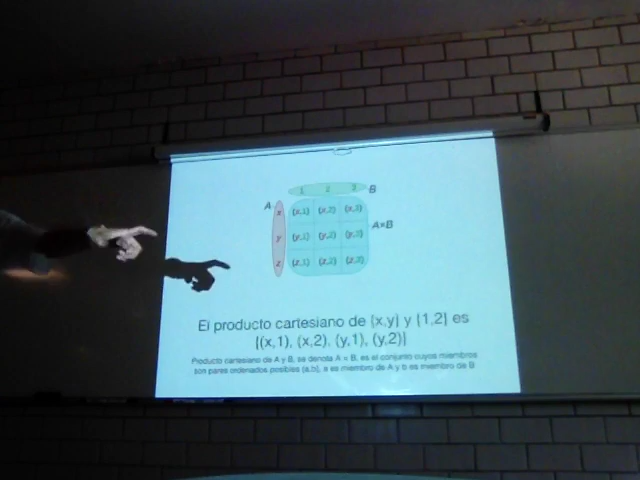 1 2 3 B
A
x (x,1) (x,2) (x,3)
A×B
y (y,1) (y,2) (y,3)
z (z,1) (z,2) (z,3)
El producto cartesiano de {x,y} y {1,2} es
{(x,1), (x,2), (y,1), (y,2)}
Producto cartesiano de A y B, se denota A × B, es el conjunto cuyos miembros
son pares ordenados posibles (a,b), a es miembro de A y b es miembro de B